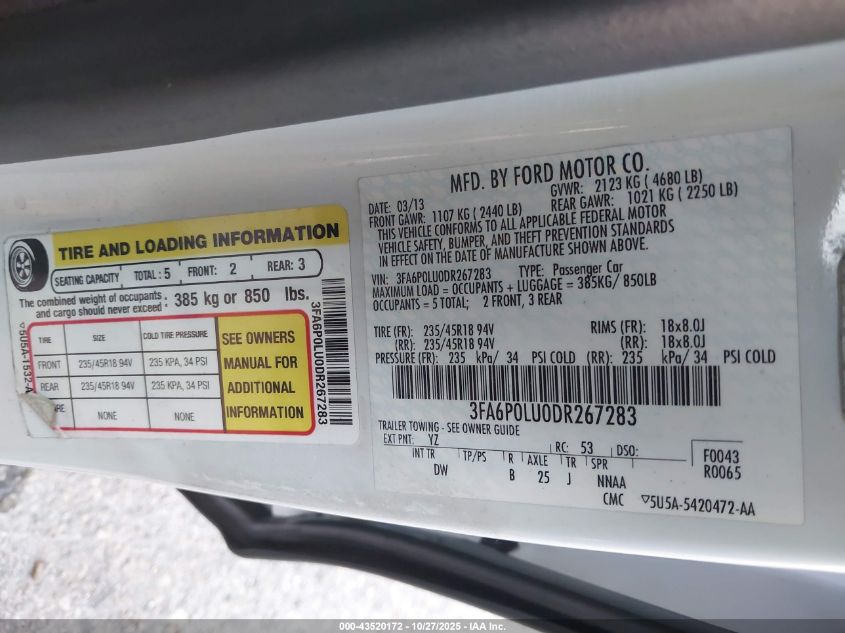 TIRE AND LOADING INFORMATION
SEATING CAPACITY TOTAL : 5 FRONT: 2 REAR: 3
The combined weight of occupants and cargo should never exceed : 385 kg or 850 lbs.
TIRE SIZE COLD TIRE PRESSURE
FRONT 235/45R18 94V 235 KPA, 34 PSI
REAR 235/45R18 94V 235 KPA, 34 PSI
RE NONE NONE
SEE OWNERS
MANUAL FOR
ADDITIONAL
INFORMATION
3FA6P0LU0DR267283
5U5A-1532-A
MFD. BY FORD MOTOR CO.
DATE: 03/13 GVWR: 2123 KG ( 4680 LB)
FRONT GAWR: 1107 KG ( 2440 LB) REAR GAWR: 1021 KG ( 2250 LB)
THIS VEHICLE CONFORMS TO ALL APPLICABLE FEDERAL MOTOR
VEHICLE SAFETY, BUMPER, AND THEFT PREVENTION STANDARDS
IN EFFECT ON THE DATE OF MANUFACTURE SHOWN ABOVE.
VIN: 3FA6P0LU0DR267283 TYPE: Passenger Car
MAXIMUM LOAD = OCCUPANTS + LUGGAGE = 385KG/ 850LB
OCCUPANTS = 5 TOTAL; 2 FRONT, 3 REAR
TIRE (FR): 235/45R18 94V RIMS (FR): 18x8.0J
(RR): 235/45R18 94V (RR): 18x8.0J
PRESSURE (FR): 235 kPa/ 34 PSI COLD (RR): 235 kPa/ 34 PSI COLD
3FA6P0LU0DR267283
TRAILER TOWING - SEE OWNER GUIDE
EXT PNT: YZ RC: 53 DSO:
INT TR TP/PS R AXLE TR SPR
DW B 25 J NNAA
F0043
R0065
CMC 5U5A-5420472-AA
000-43520172 - 10/27/2025 - IAA Inc.